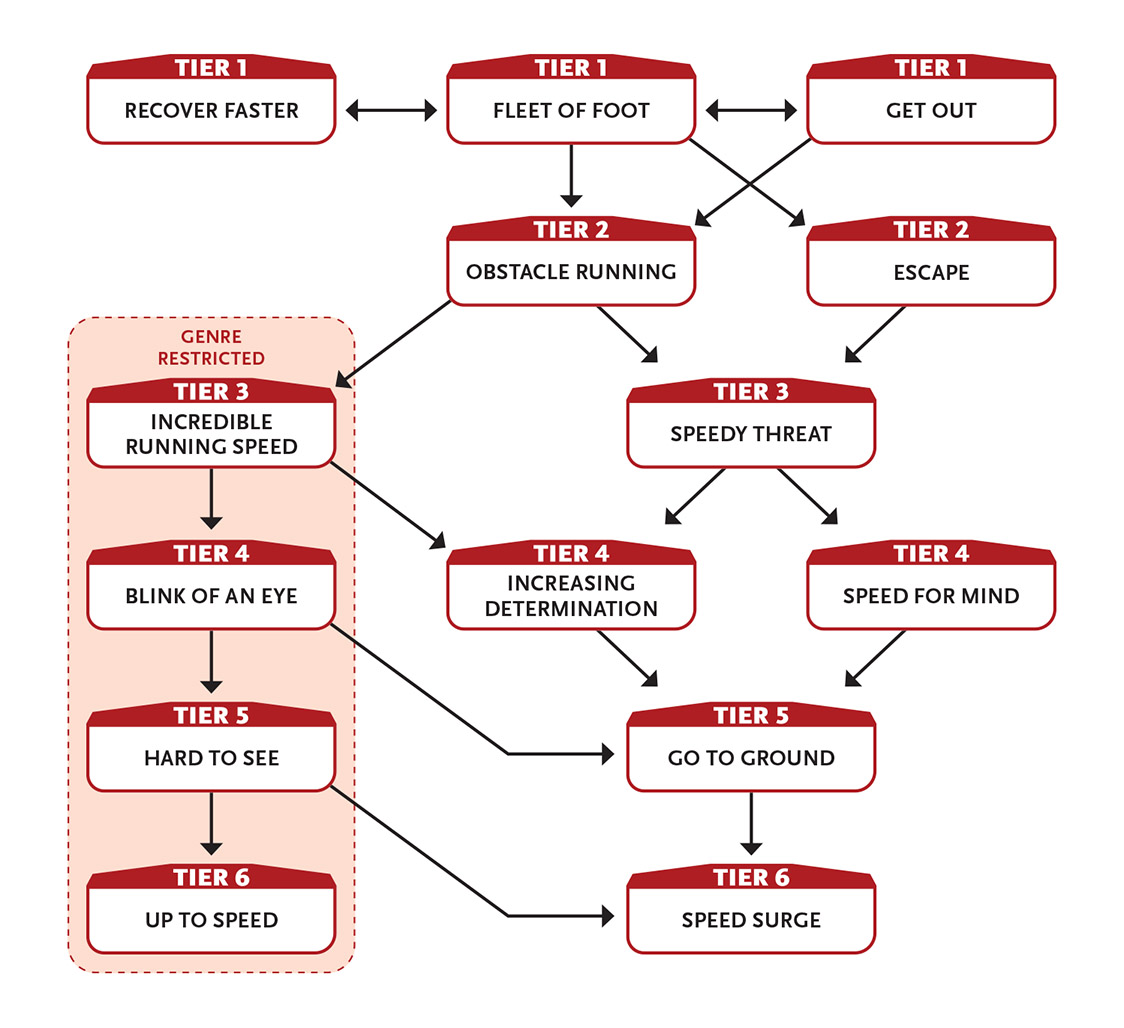 TIER 1
RECOVER FASTER
TIER 1
FLEET OF FOOT
TIER 1
GET OUT
TIER 2
OBSTACLE RUNNING
TIER 2
ESCAPE
GENRE
RESTRICTED
TIER 3
INCREDIBLE
RUNNING SPEED
TIER 3
SPEEDY THREAT
TIER 4
BLINK OF AN EYE
TIER 4
INCREASING
DETERMINATION
TIER 4
SPEED FOR MIND
TIER 5
HARD TO SEE
TIER 5
GO TO GROUND
TIER 6
UP TO SPEED
TIER 6
SPEED SURGE